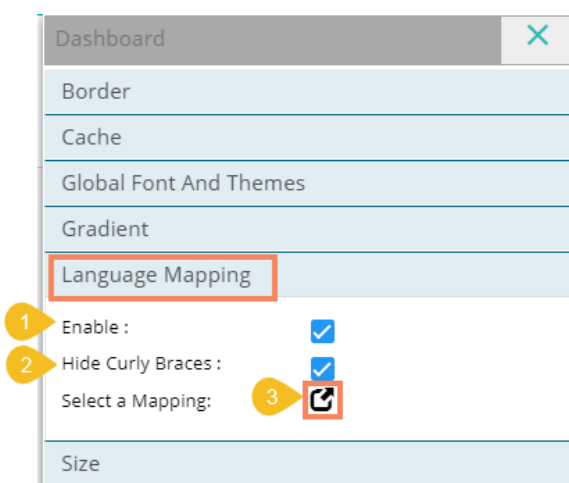 Dashboard
Border
Cache
Global Font And Themes
Gradient
Language Mapping
1 Enable :
2 Hide Curly Braces :
Select a Mapping: 3
Size